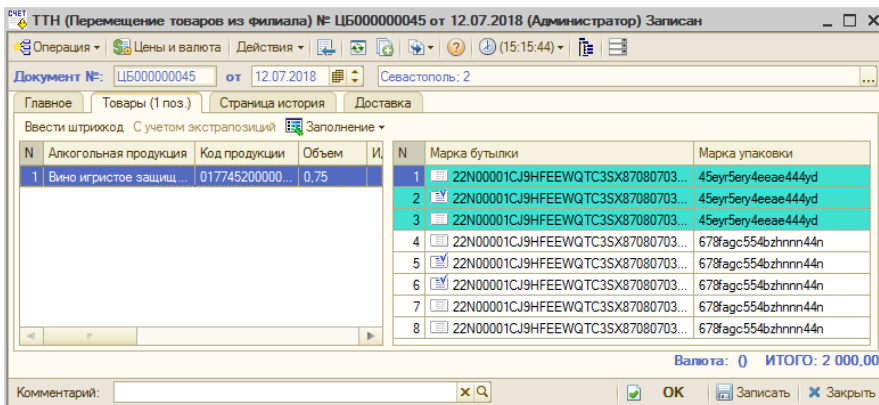 ТТН (Перемещение товаров из филиала) № ЦБ000000045 от 12.07.2018 (Администратор) Записан
Операция Цены и валюта Действия (15:15:44)
Документ №: ЦБ000000045 от 12.07.2018 Севастополь; 2 ...
Главное Товары (1 поз.) Страница история Доставка
Ввести штрихкод С учетом экстрапозиций Заполнение
N Алкогольная продукция Код продукции Объем И, N Марка бутылки Марка упаковки
1 Вино игристое защищ... 017745200000... 0,75 1 22N00001CJ9HFEEWQTC3SX87080703... 45eyr5ery4eeae444yd
2 22N00001CJ9HFEEWQTC3SX87080703... 45eyr5ery4eeae444yd
3 22N00001CJ9HFEEWQTC3SX87080703... 45eyr5ery4eeae444yd
4 22N00001CJ9HFEEWQTC3SX87080703... 678fagc554bzhnnn44n
5 22N00001CJ9HFEEWQTC3SX87080703... 678fagc554bzhnnn44n
6 22N00001CJ9HFEEWQTC3SX87080703... 678fagc554bzhnnn44n
7 22N00001CJ9HFEEWQTC3SX87080703... 678fagc554bzhnnn44n
8 22N00001CJ9HFEEWQTC3SX87080703... 678fagc554bzhnnn44n
Валюта: () ИТОГО: 2 000,00
Комментарий: OK Записать Закрыть